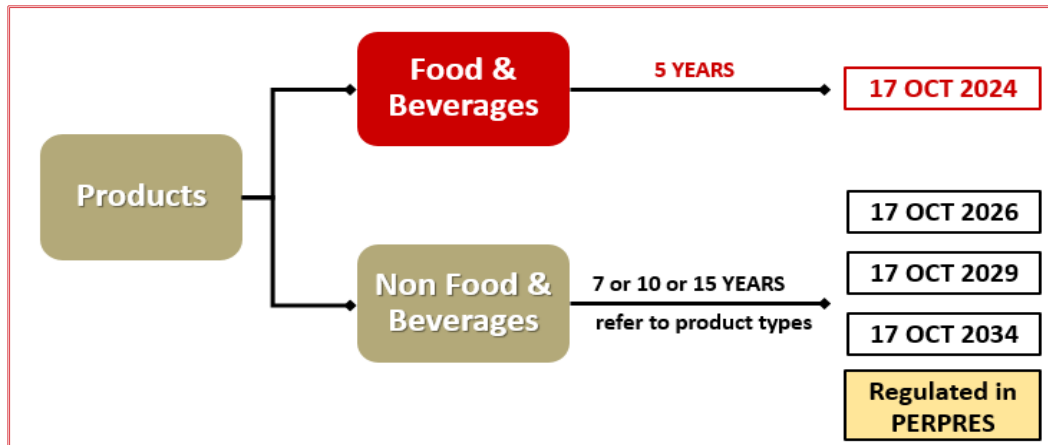 Products
Food &
Beverages
5 YEARS
17 OCT 2024
Non Food &
Beverages
7 or 10 or 15 YEARS
refer to product types
17 OCT 2026
17 OCT 2029
17 OCT 2034
Regulated in
PERPRES